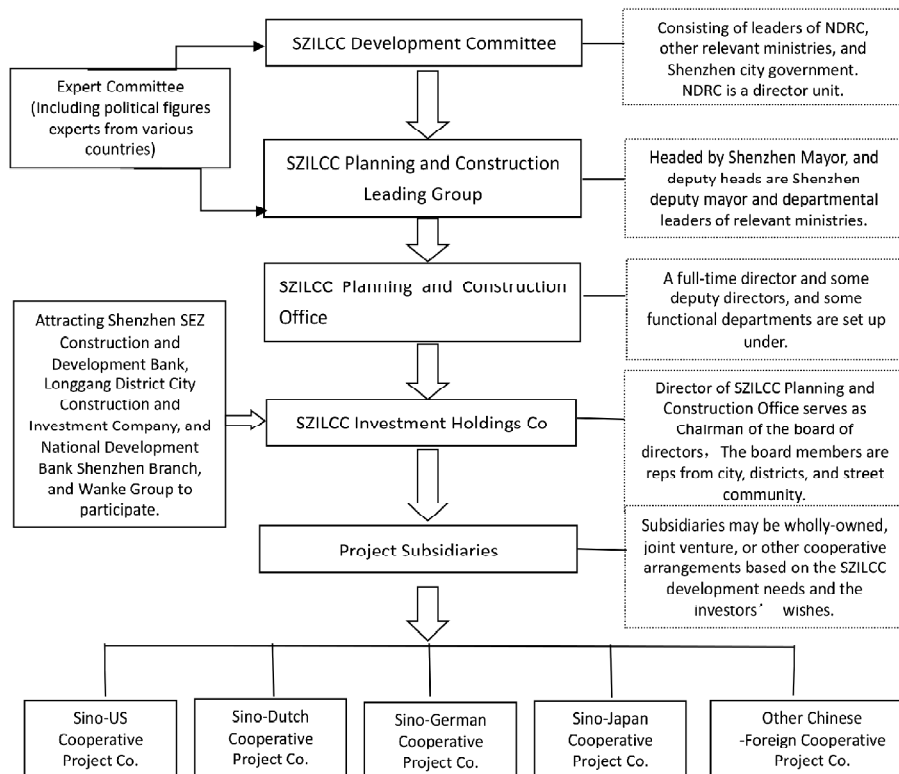 SZILCC Development Committee
Consisting of leaders of NDRC,
other relevant ministries, and
Shenzhen city government.
NDRC is a director unit.
Expert Committee
(Including political figures
experts from various
countries)
SZILCC Planning and Construction
Leading Group
Headed by Shenzhen Mayor, and
deputy heads are Shenzhen
deputy mayor and departmental
leaders of relevant ministries.
SZILCC Planning and Construction
Office
A full-time director and some
deputy directors, and some
functional departments are set up
under.
Attracting Shenzhen SEZ
Construction and
Development Bank,
Longgang District City
Construction and
Investment Company, and
National Development
Bank Shenzhen Branch,
and Wanke Group to
participate.
SZILCC Investment Holdings Co
Director of SZILCC Planning and
Construction Office serves as
Chairman of the board of
directors，The board members are
reps from city, districts, and street
community.
Project Subsidiaries
Subsidiaries may be wholly-owned,
joint venture, or other cooperative
arrangements based on the SZILCC
development needs and the
investors’ wishes.
Sino-US
Cooperative
Project Co.
Sino-Dutch
Cooperative
Project Co.
Sino-German
Cooperative
Project Co.
Sino-Japan
Cooperative
Project Co.
Other Chinese
-Foreign Cooperative
Project Co.